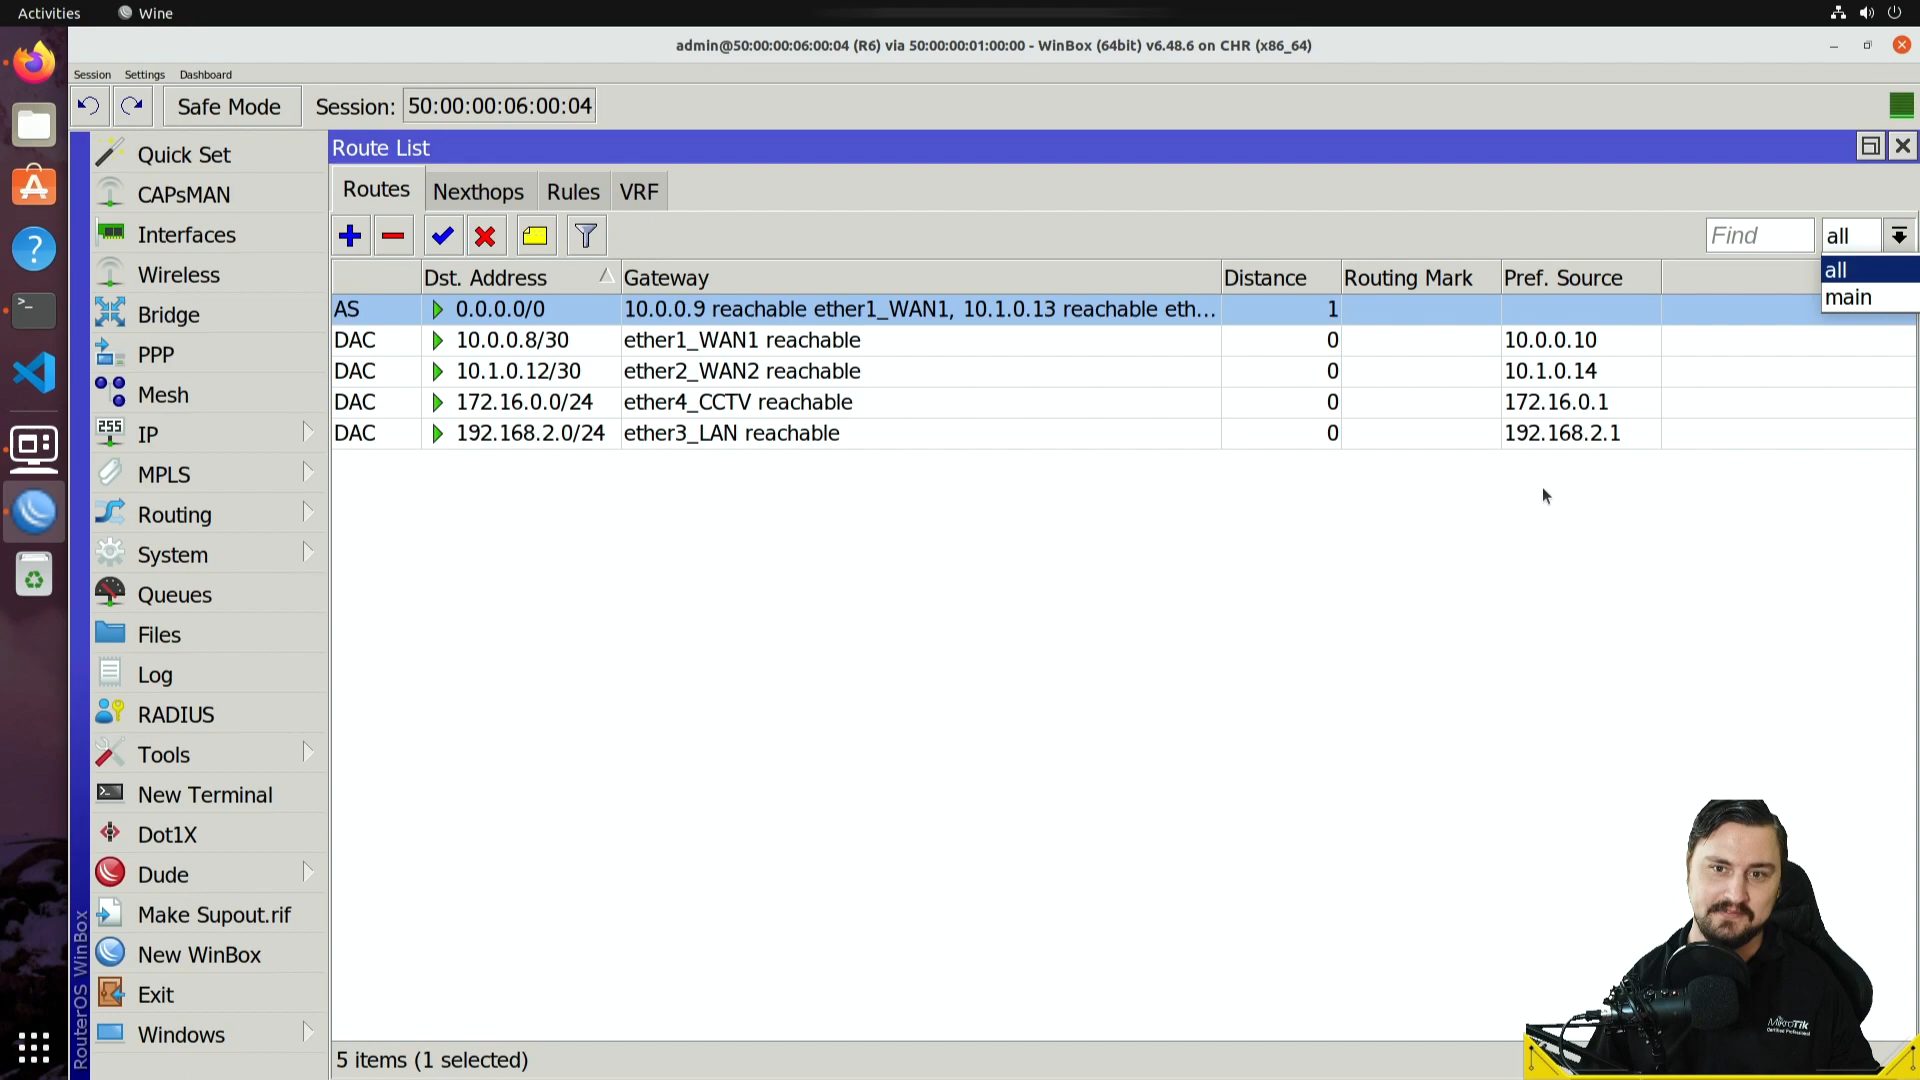 Activities Wine
admin@50:00:00:06:00:04 (R6) via 50:00:00:01:00:00 - WinBox (64bit) v6.48.6 on CHR (x86_64)
Session Settings Dashboard
Safe Mode Session: 50:00:00:06:00:04
Route List
Routes Nexthops Rules VRF
Find all
all
main
Dst. Address Gateway Distance Routing Mark Pref. Source
AS 0.0.0.0/0 10.0.0.9 reachable ether1_WAN1, 10.1.0.13 reachable eth... 1
DAC 10.0.0.8/30 ether1_WAN1 reachable 0 10.0.0.10
DAC 10.1.0.12/30 ether2_WAN2 reachable 0 10.1.0.14
DAC 172.16.0.0/24 ether4_CCTV reachable 0 172.16.0.1
DAC 192.168.2.0/24 ether3_LAN reachable 0 192.168.2.1
Quick Set
CAPsMAN
Interfaces
Wireless
Bridge
PPP
Mesh
255 IP
MPLS
Routing
System
Queues
Files
Log
RADIUS
Tools
New Terminal
Dot1X
Dude
Make Supout.rif
New WinBox
Exit
Windows
RouterOS WinBox
5 items (1 selected)
MikroTik
Certified Professional